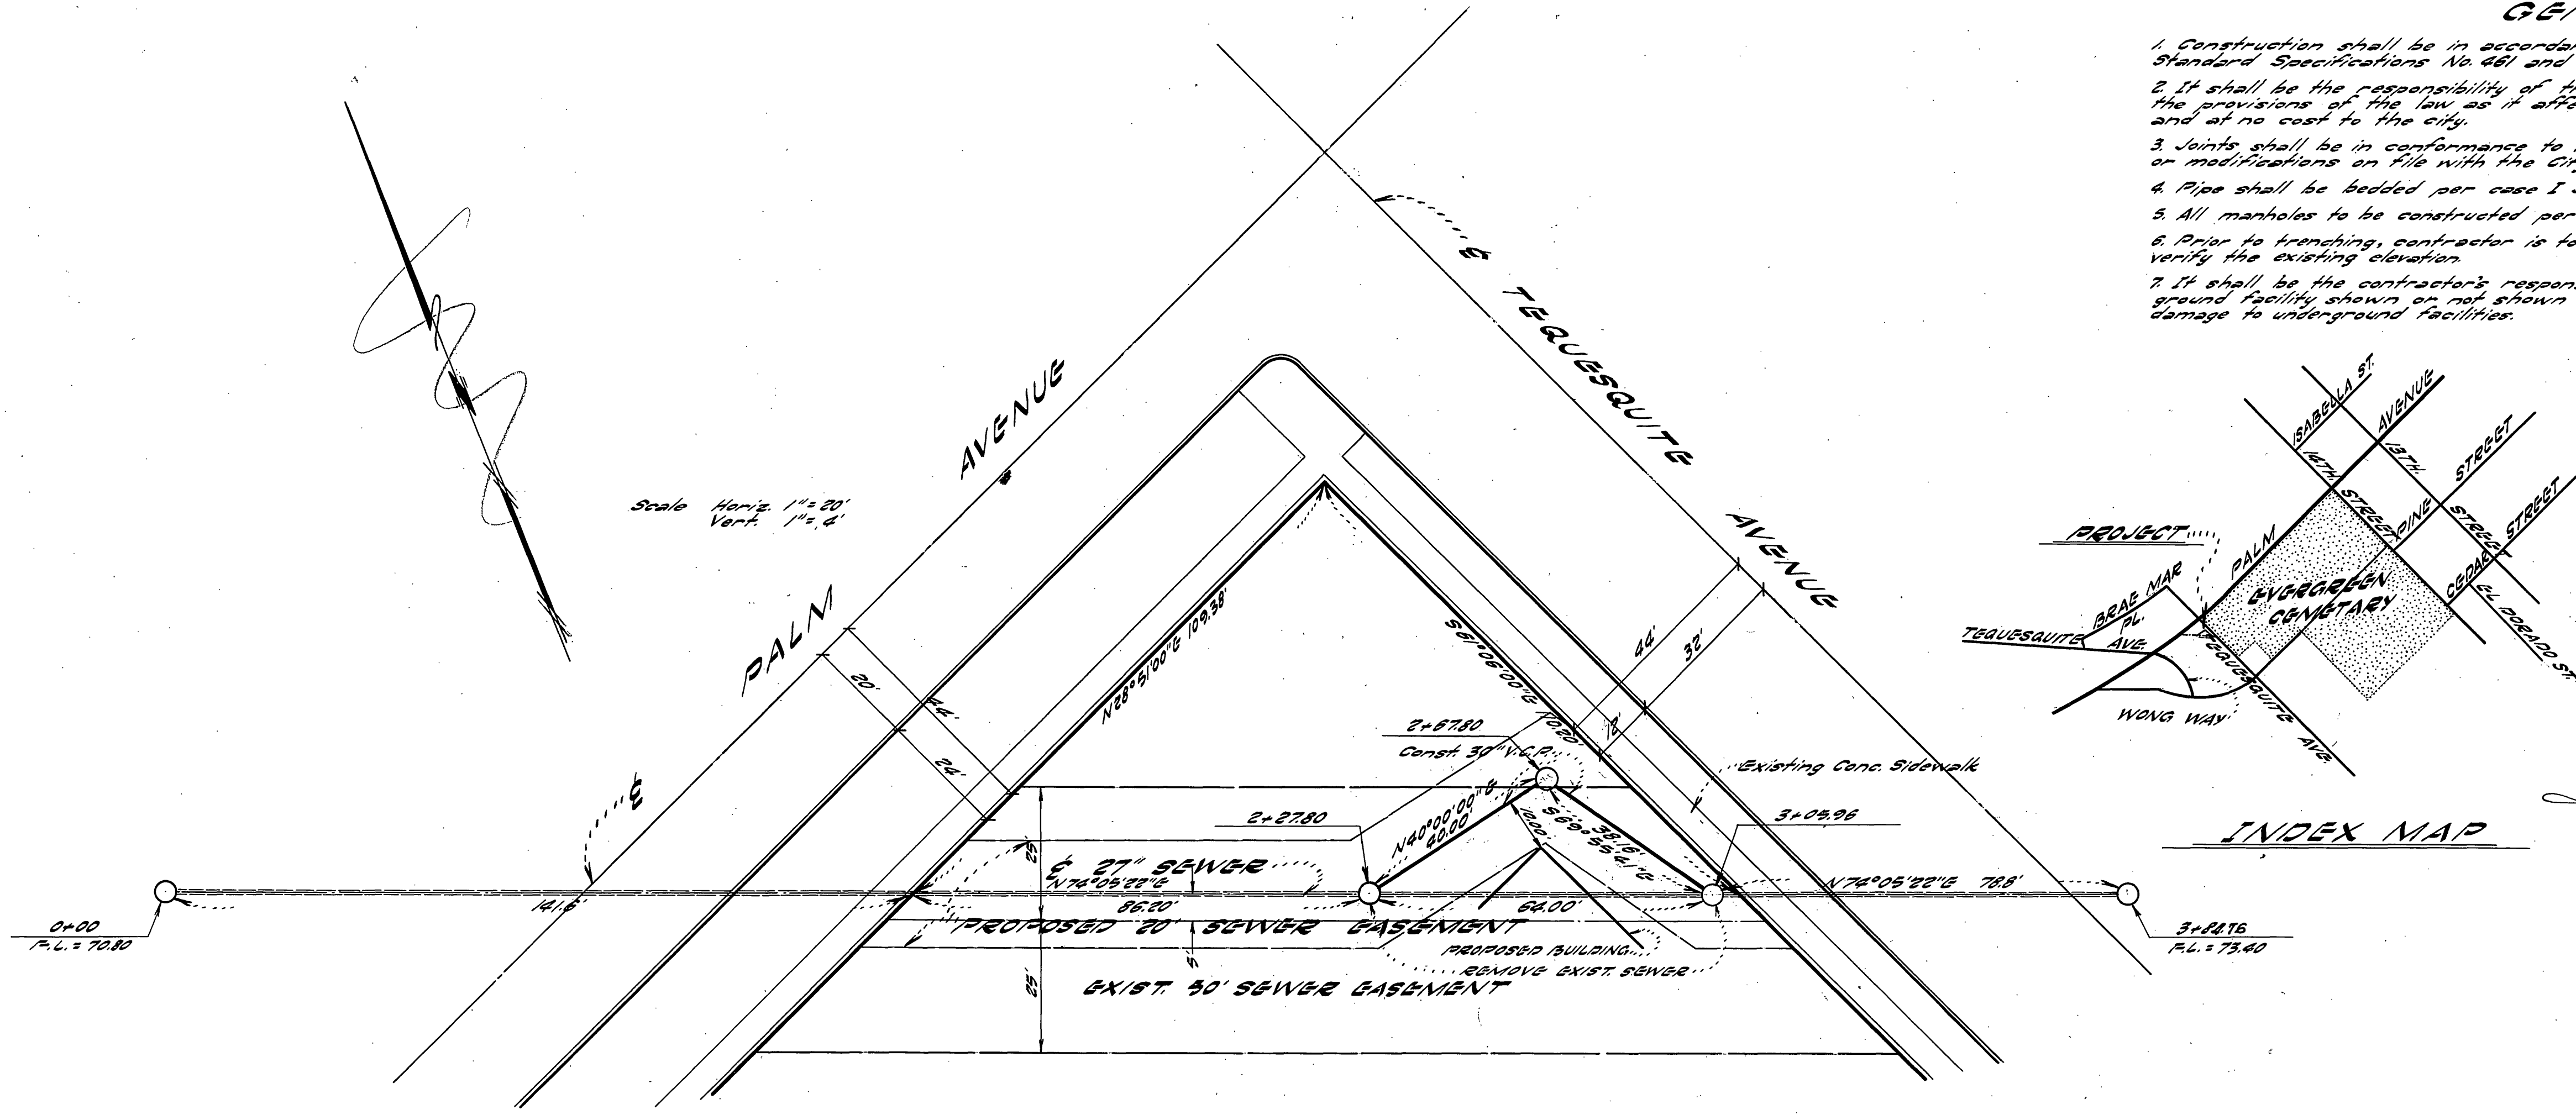 GE
1. Construction shall be in accordan
Standard Specifications No. 461 and
2. It shall be the responsibility of th
the provisions of the law as it affe
and at no cost to the city.
3. Joints shall be in conformance to
or modifications on file with the Cit
4. Pipe shall be bedded per case I
5. All manholes to be constructed per
6. Prior to trenching, contractor is to
verify the existing elevation.
7. It shall be the contractor's respon
ground facility shown or not shown
damage to underground facilities.
Scale Horiz. 1"=20'
Vert. 1"=4'
PALM AVENUE
℄ TEQUESQUITE AVENUE
℄
20'
44'
24'
N28°51'00"E 109.38'
S61°06'00"E 70.20'
44'
32'
12'
2+67.80
Const. 30" V.C.P.
Existing Conc. Sidewalk
2+27.80
N40°00'00"E
40.00'
10.00'
38.16'
S69°55'41"E
3+05.96
25'
℄ 27" SEWER
N74°05'22"E
N74°05'22"E 78.8'
141.6'
86.20'
64.00'
0+00
F.L. = 70.80
3+84.76
F.L. = 73.40
PROPOSED 20' SEWER EASEMENT
5'
PROPOSED BUILDING
REMOVE EXIST. SEWER
25'
EXIST. 50' SEWER EASEMENT
ISABELLA ST.
AVENUE
14TH. STREET
13TH. STREET
PINE STREET
CEDAR STREET
PROJECT
PALM
EVERGREEN
CEMETARY
BRAE MAR
PL.
TEQUESQUITE AVE.
EL DORADO ST.
TEQUESQUITE AVE.
WONG WAY
INDEX MAP